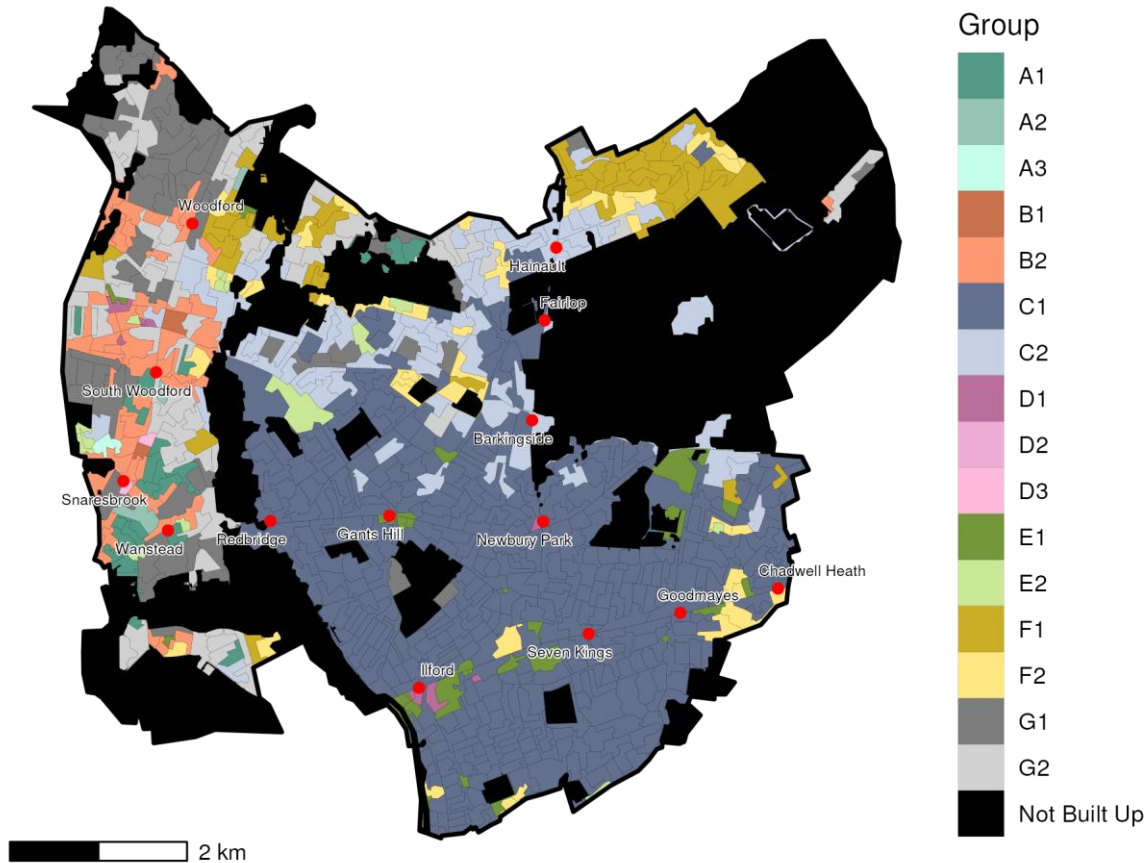 Group
A1
A2
A3
B1
B2
C1
C2
D1
D2
D3
E1
E2
F1
F2
G1
G2
Not Built Up
Woodford
Hainault
Fairlop
South Woodford
Barkingside
Snaresbrook
Wanstead
Redbridge
Gants Hill
Newbury Park
Chadwell Heath
Goodmayes
Seven Kings
Ilford
2 km